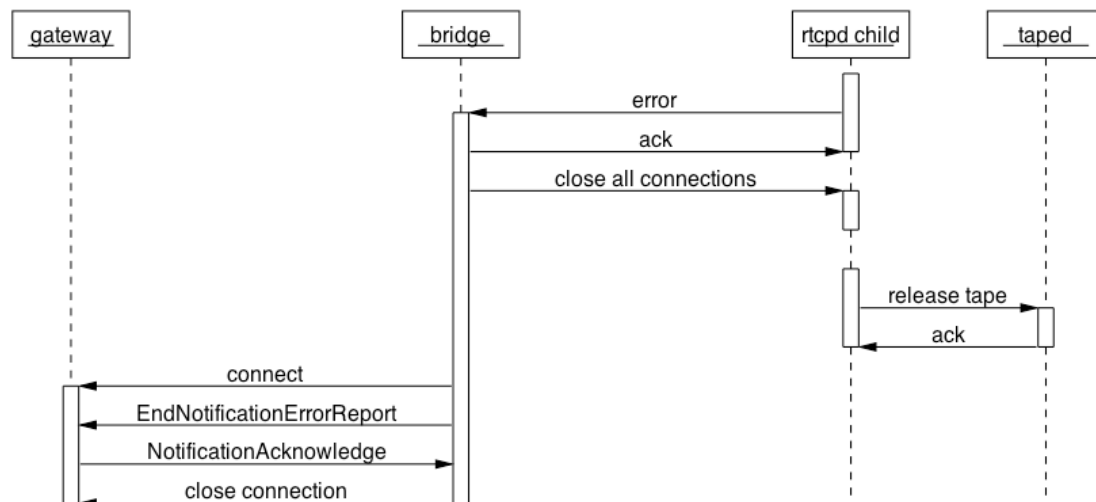 gateway
bridge
rtcpd child
taped
error
ack
close all connections
release tape
ack
connect
EndNotificationErrorReport
NotificationAcknowledge
close connection